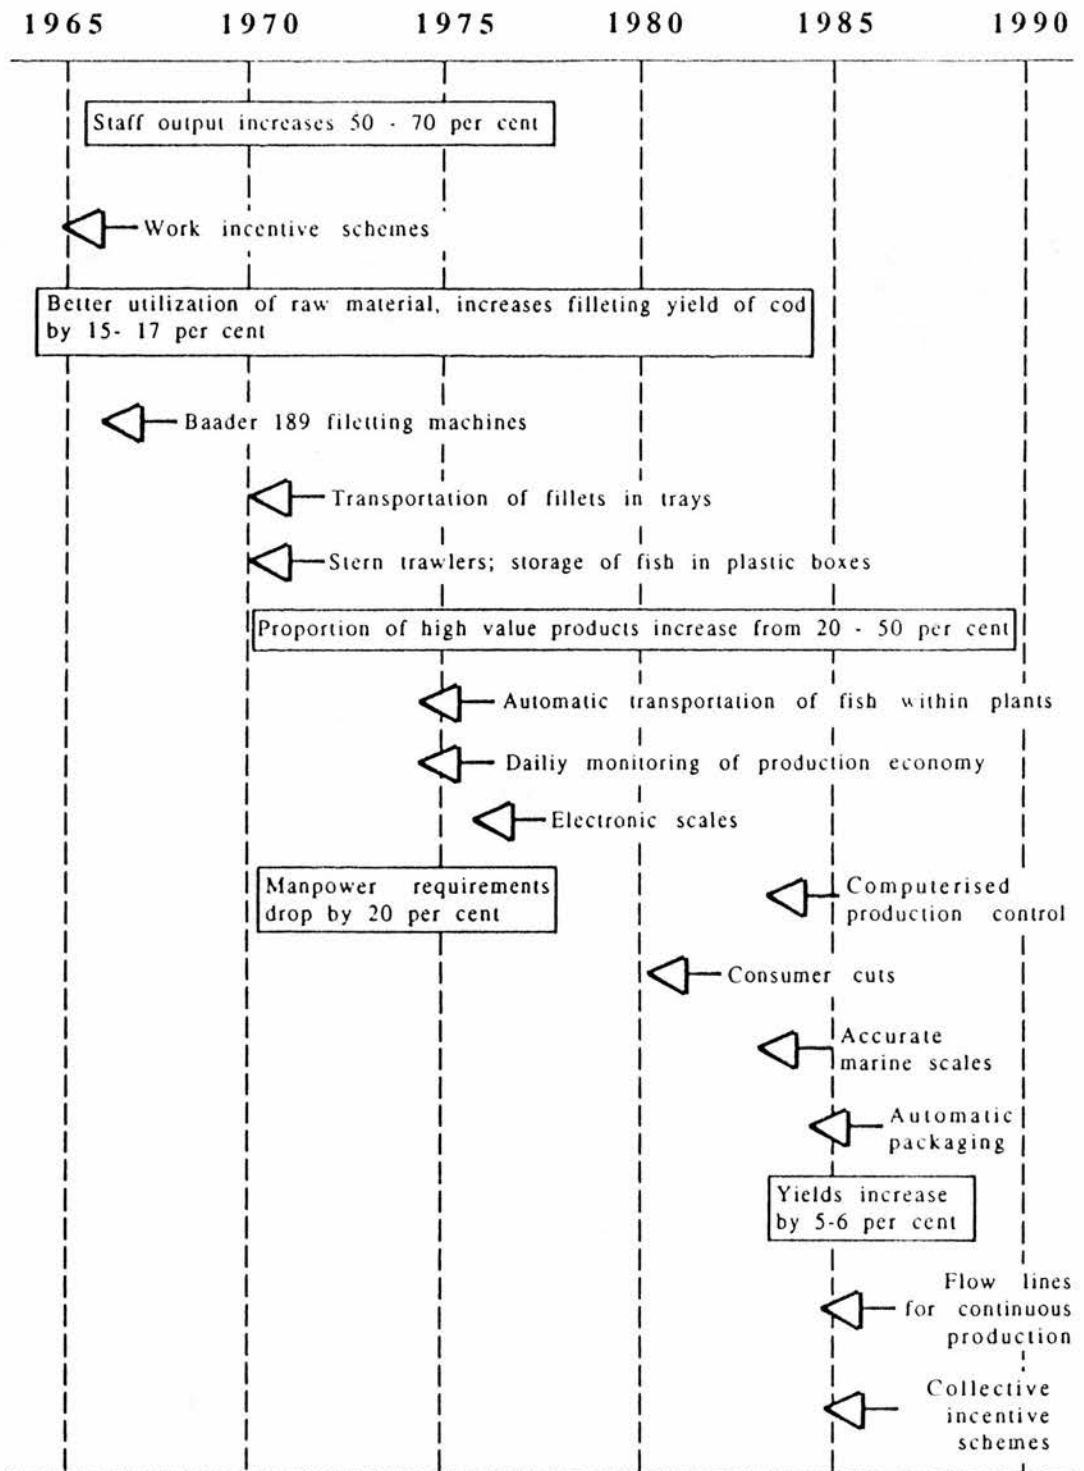 1965 1970 1975 1980 1985 1990
Staff output increases 50 - 70 per cent
Work incentive schemes
Better utilization of raw material, increases filleting yield of cod
by 15- 17 per cent
Baader 189 filetting machines
Transportation of fillets in trays
Stern trawlers; storage of fish in plastic boxes
Proportion of high value products increase from 20 - 50 per cent
Automatic transportation of fish within plants
Dailiy monitoring of production economy
Electronic scales
Manpower requirements
drop by 20 per cent
Computerised
production control
Consumer cuts
Accurate
marine scales
Automatic
packaging
Yields increase
by 5-6 per cent
Flow lines
for continuous
production
Collective
incentive
schemes